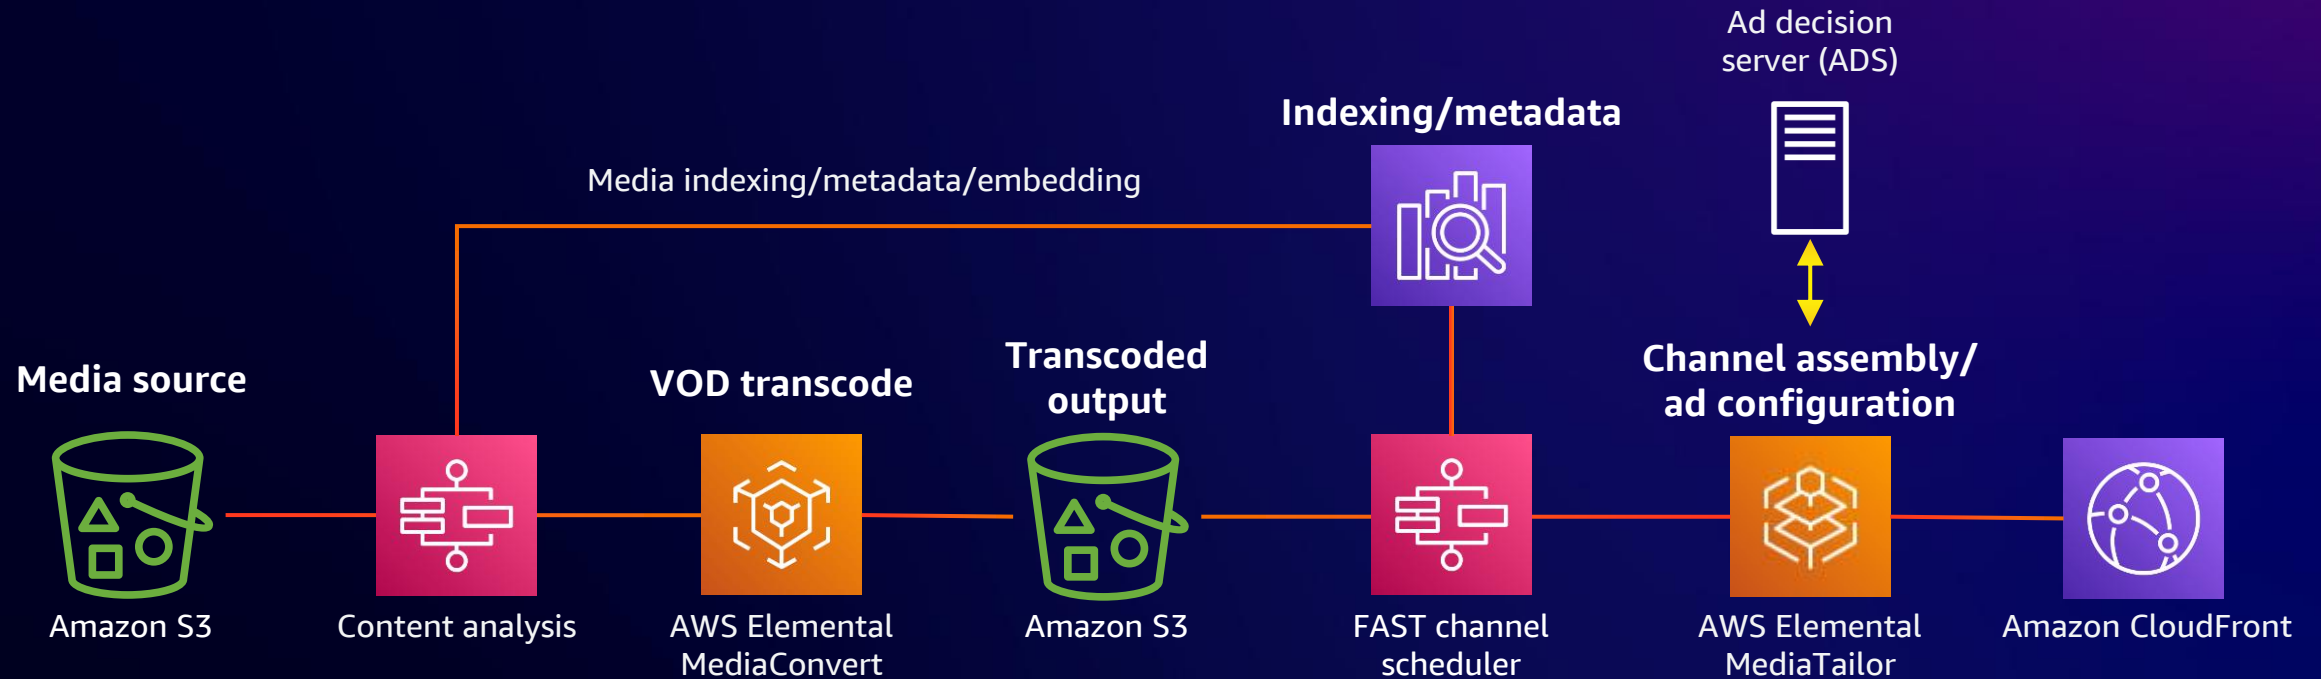 Ad decision
server (ADS)
Indexing/metadata
Media indexing/metadata/embedding
Media source
VOD transcode
Transcoded
output
Channel assembly/
ad configuration
Amazon S3
Content analysis
AWS Elemental
MediaConvert
Amazon S3
FAST channel
scheduler
AWS Elemental
MediaTailor
Amazon CloudFront